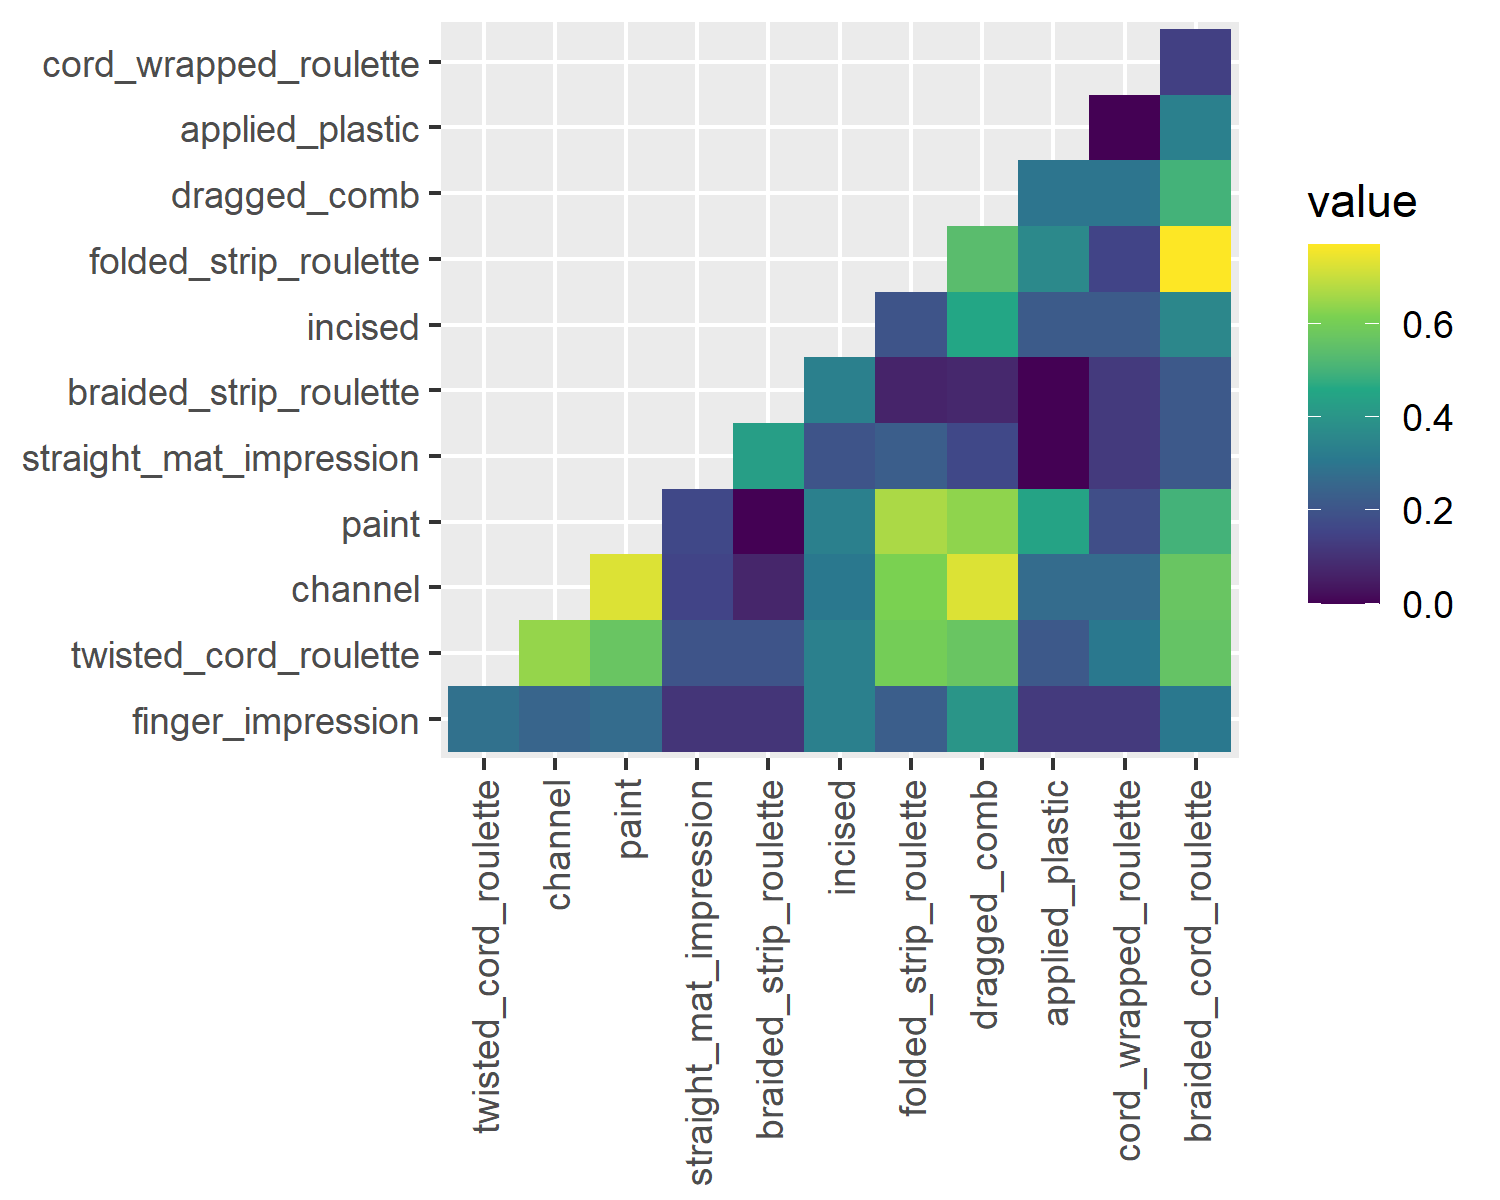 cord_wrapped_roulette
applied_plastic
dragged_comb
folded_strip_roulette
incised
braided_strip_roulette
straight_mat_impression
paint
channel
twisted_cord_roulette
finger_impression
twisted_cord_roulette
channel
paint
straight_mat_impression
braided_strip_roulette
incised
folded_strip_roulette
dragged_comb
applied_plastic
cord_wrapped_roulette
braided_cord_roulette
value
0.6
0.4
0.2
0.0